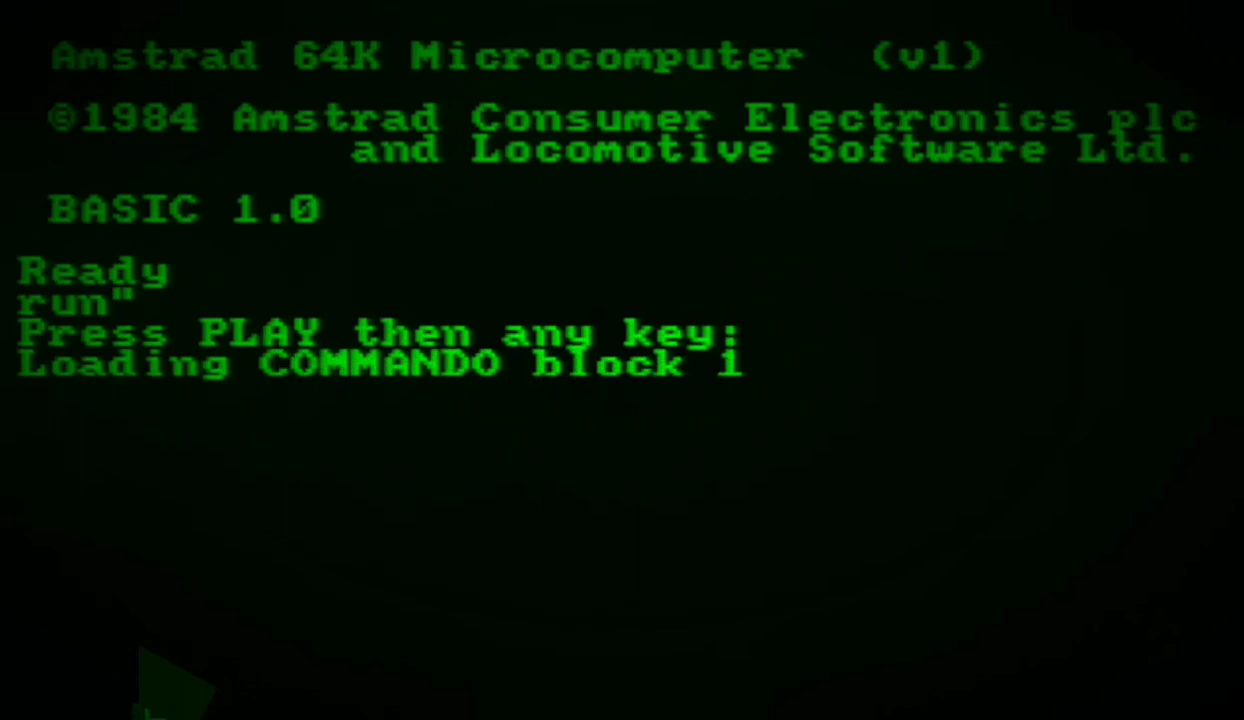 Amstrad 64K Microcomputer (v1)
©1984 Amstrad Consumer Electronics plc
and Locomotive Software Ltd.
BASIC 1.0
Ready
run"
Press PLAY then any key:
Loading COMMANDO block 1